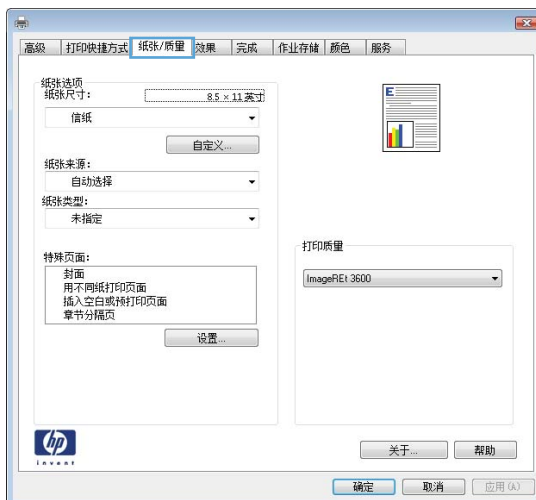 高级 打印快捷方式 纸张/质量 效果 完成 作业存储 颜色 服务
纸张选项
纸张尺寸: 8.5 × 11 英寸
信纸
自定义...
纸张来源:
自动选择
纸张类型:
未指定
特殊页面:
封面
用不同纸打印页面
插入空白或预打印页面
章节分隔页
设置...
E
打印质量
ImageREt 3600
hp
invent
关于... 帮助
确定 取消 应用(A)